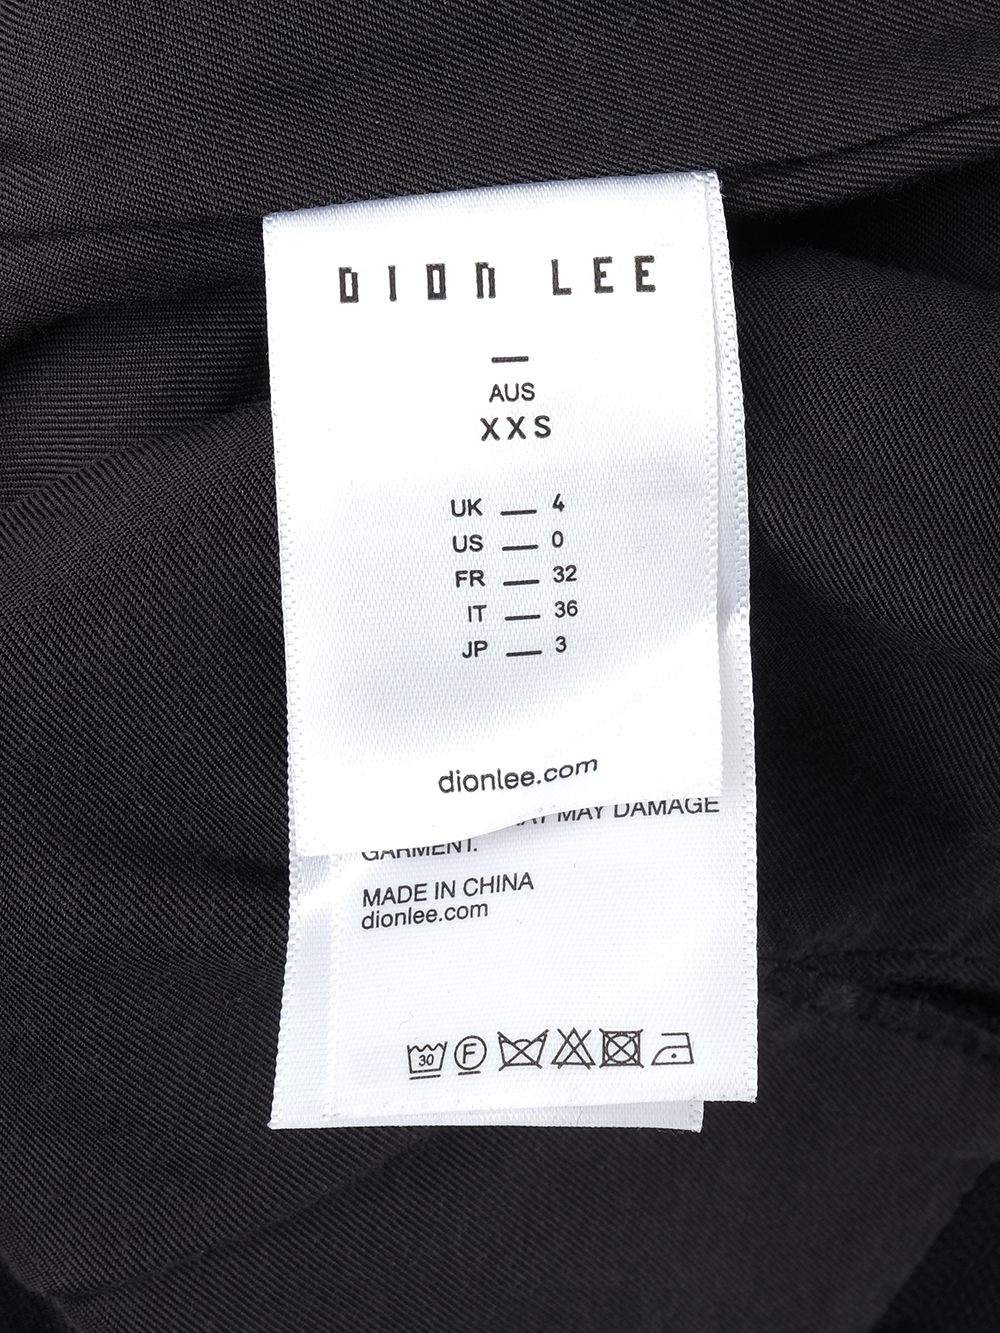 DION LEE
AUS
XXS
UK — 4
US — 0
FR — 32
IT — 36
JP — 3
dionlee.com
MAY DAMAGE
GARMENT.
MADE IN CHINA
dionlee.com
30 F